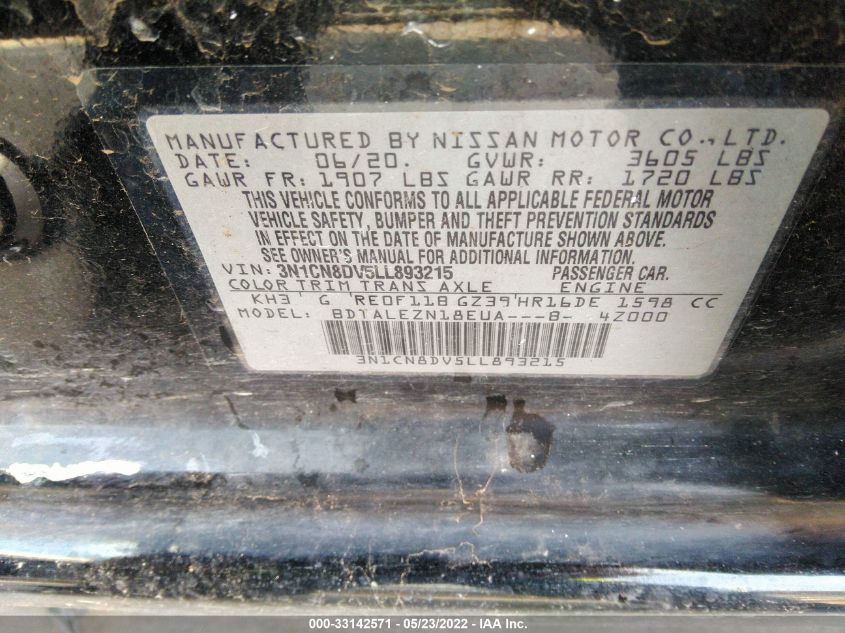 MANUFACTURED BY NISSAN MOTOR CO., LTD.
DATE: 06/20. GVWR: 3605 LBS
GAWR FR: 1907 LBS GAWR RR: 1720 LBS
THIS VEHICLE CONFORMS TO ALL APPLICABLE FEDERAL MOTOR
VEHICLE SAFETY, BUMPER AND THEFT PREVENTION STANDARDS
IN EFFECT ON THE DATE OF MANUFACTURE SHOWN ABOVE.
SEE OWNER'S MANUAL FOR ADDITIONAL INFORMATION.
VIN: 3N1CN8DV5LL893215 PASSENGER CAR.
COLOR TRIM TRANS AXLE ENGINE
KH3 G RE0F11B GZ39 HR16DE 1598 CC
MODEL: BDTALEZN18EUA---B- 4Z000
3N1CN8DV5LL893215
000-33142571 - 05/23/2022 - IAA Inc.